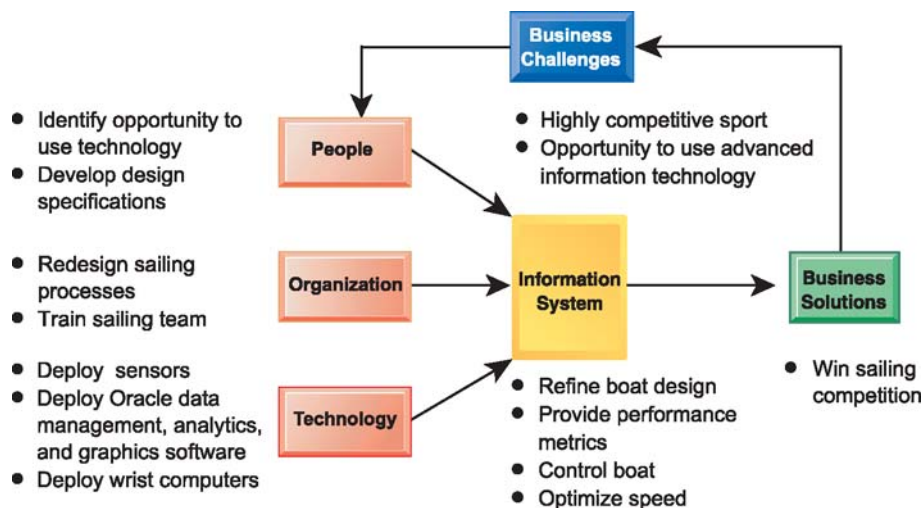 Business
Challenges
● Identify opportunity to
use technology
● Develop design
specifications
People
● Highly competitive sport
● Opportunity to use advanced
information technology
● Redesign sailing
processes
● Train sailing team
Organization
Information
System
Business
Solutions
● Deploy sensors
● Deploy Oracle data
management, analytics,
and graphics software
● Deploy wrist computers
Technology
● Refine boat design
● Provide performance
metrics
● Control boat
● Optimize speed
● Win sailing
competition